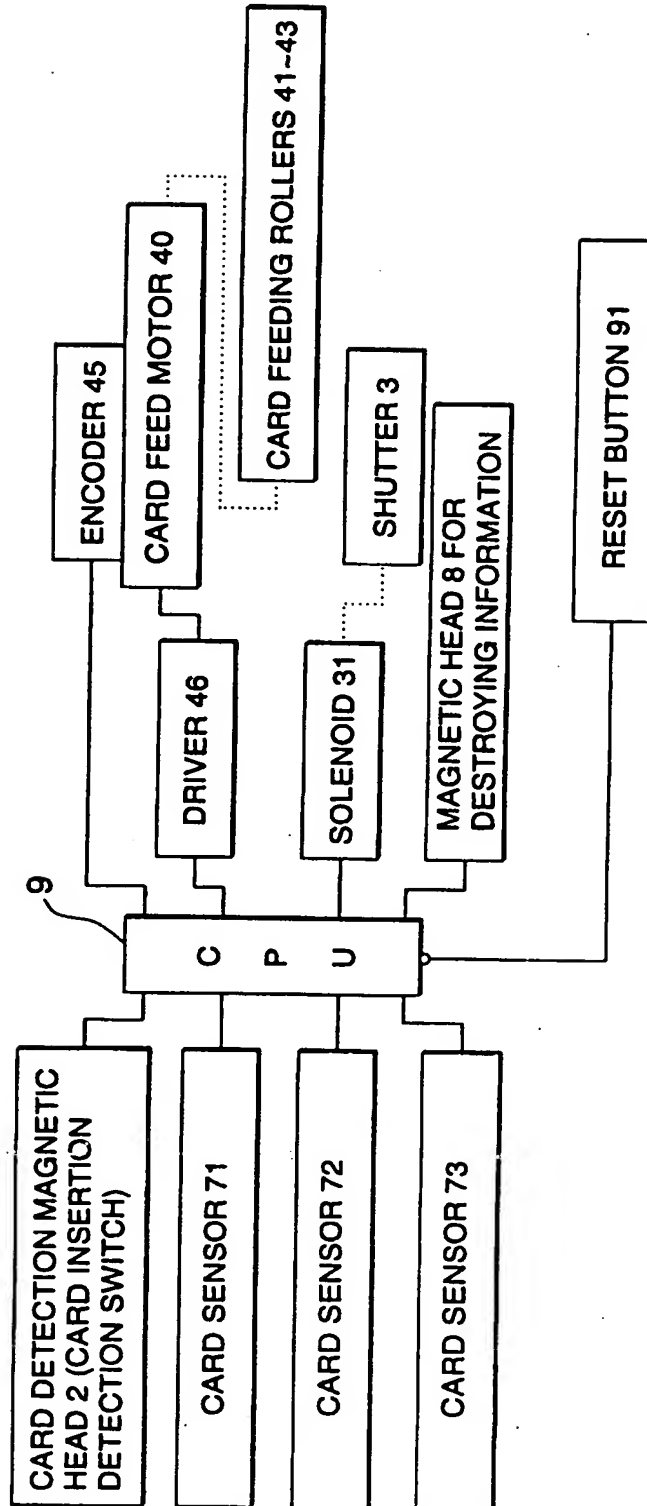 CARD DETECTION MAGNETIC
HEAD 2 (CARD INSERTION
DETECTION SWITCH)
CARD SENSOR 71
CARD SENSOR 72
CARD SENSOR 73
9
C P U
ENCODER 45
CARD FEED MOTOR 40
DRIVER 46
CARD FEEDING ROLLERS 41~43
SOLENOID 31
SHUTTER 3
MAGNETIC HEAD 8 FOR
DESTROYING INFORMATION
RESET BUTTON 91